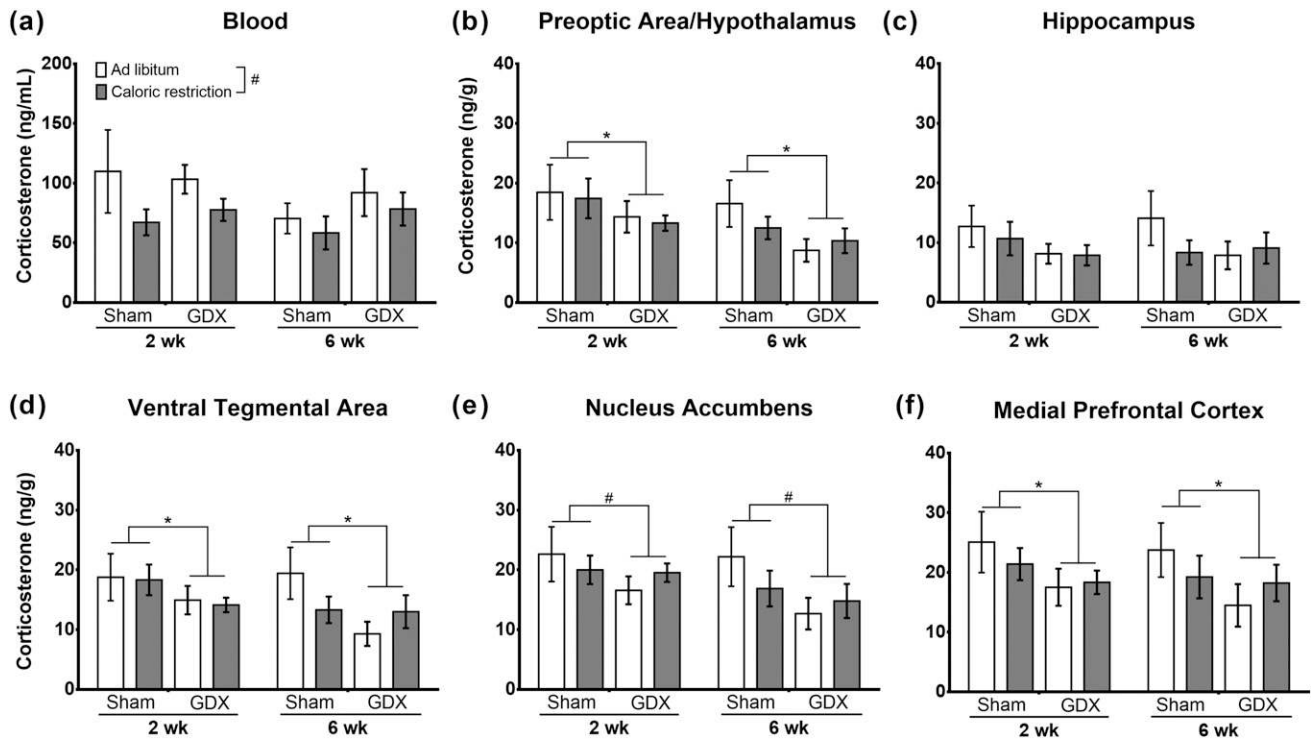 (a) Blood
Corticosterone (ng/mL)
200
150
100
50
0
Ad libitum
Caloric restriction
#
Sham GDX Sham GDX
2 wk 6 wk
(b) Preoptic Area/Hypothalamus
Corticosterone (ng/g)
40
30
20
10
0
* *
Sham GDX Sham GDX
2 wk 6 wk
(c) Hippocampus
40
30
20
10
0
Sham GDX Sham GDX
2 wk 6 wk
(d) Ventral Tegmental Area
Corticosterone (ng/g)
40
30
20
10
0
* *
Sham GDX Sham GDX
2 wk 6 wk
(e) Nucleus Accumbens
40
30
20
10
0
# #
Sham GDX Sham GDX
2 wk 6 wk
(f) Medial Prefrontal Cortex
40
30
20
10
0
* *
Sham GDX Sham GDX
2 wk 6 wk